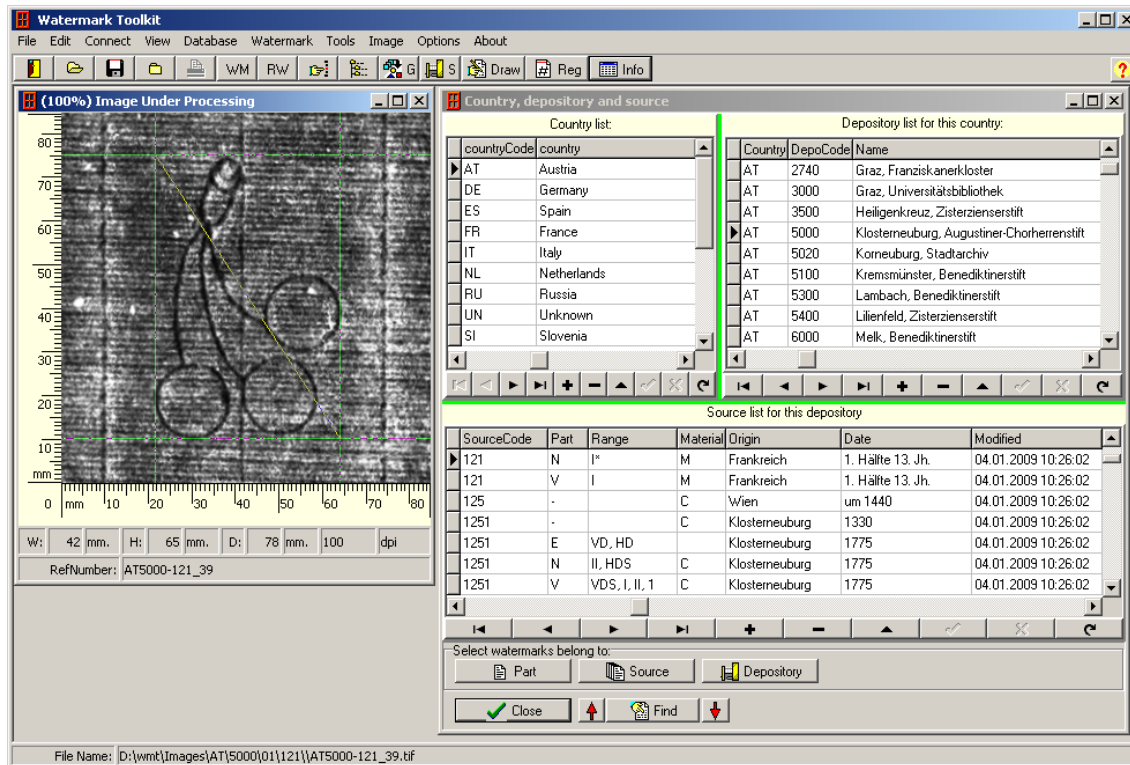 Watermark Toolkit
File Edit Connect View Database Watermark Tools Image Options About
WM RW G S Draw Reg Info ?
(100%) Image Under Processing
80
70
60
50
40
30
20
10
mm
0 mm 10 20 30 40 50 60 70 80
W: 42 mm. H: 65 mm. D: 78 mm. 100 dpi
RefNumber: AT5000-121_39
Country, depository and source
Country list:
countryCode country
AT Austria
DE Germany
ES Spain
FR France
IT Italy
NL Netherlands
RU Russia
UN Unknown
SI Slovenia
Depository list for this country:
Country DepoCode Name
AT 2740 Graz, Franziskanerkloster
AT 3000 Graz, Universitätsbibliothek
AT 3500 Heiligenkreuz, Zisterzienserstift
AT 5000 Klosterneuburg, Augustiner-Chorherrenstift
AT 5020 Korneuburg, Stadtarchiv
AT 5100 Kremsmünster, Benediktinerstift
AT 5300 Lambach, Benediktinerstift
AT 5400 Lilienfeld, Zisterzienserstift
AT 6000 Melk, Benediktinerstift
Source list for this depository
SourceCode Part Range Material Origin Date Modified
121 N I* M Frankreich 1. Hälfte 13. Jh. 04.01.2009 10:26:02
121 V I M Frankreich 1. Hälfte 13. Jh. 04.01.2009 10:26:02
125 - C Wien um 1440 04.01.2009 10:26:02
1251 - C Klosterneuburg 1330 04.01.2009 10:26:02
1251 E VD, HD Klosterneuburg 1775 04.01.2009 10:26:02
1251 N II, HDS C Klosterneuburg 1775 04.01.2009 10:26:02
1251 V VDS, I, II, 1 C Klosterneuburg 1775 04.01.2009 10:26:02
Select watermarks belong to:
Part Source Depository
Close Find
File Name: D:\wmt\Images\AT\5000\01\121\\AT5000-121_39.tif